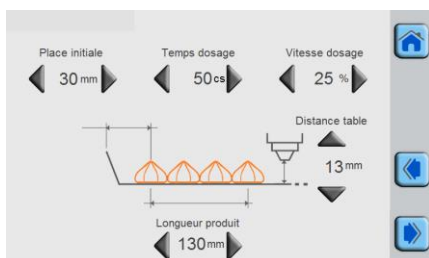 Place initiale Temps dosage Vitesse dosage
30 mm 50 cs 25 %
Distance table
13 mm
Longueur produit
130 mm